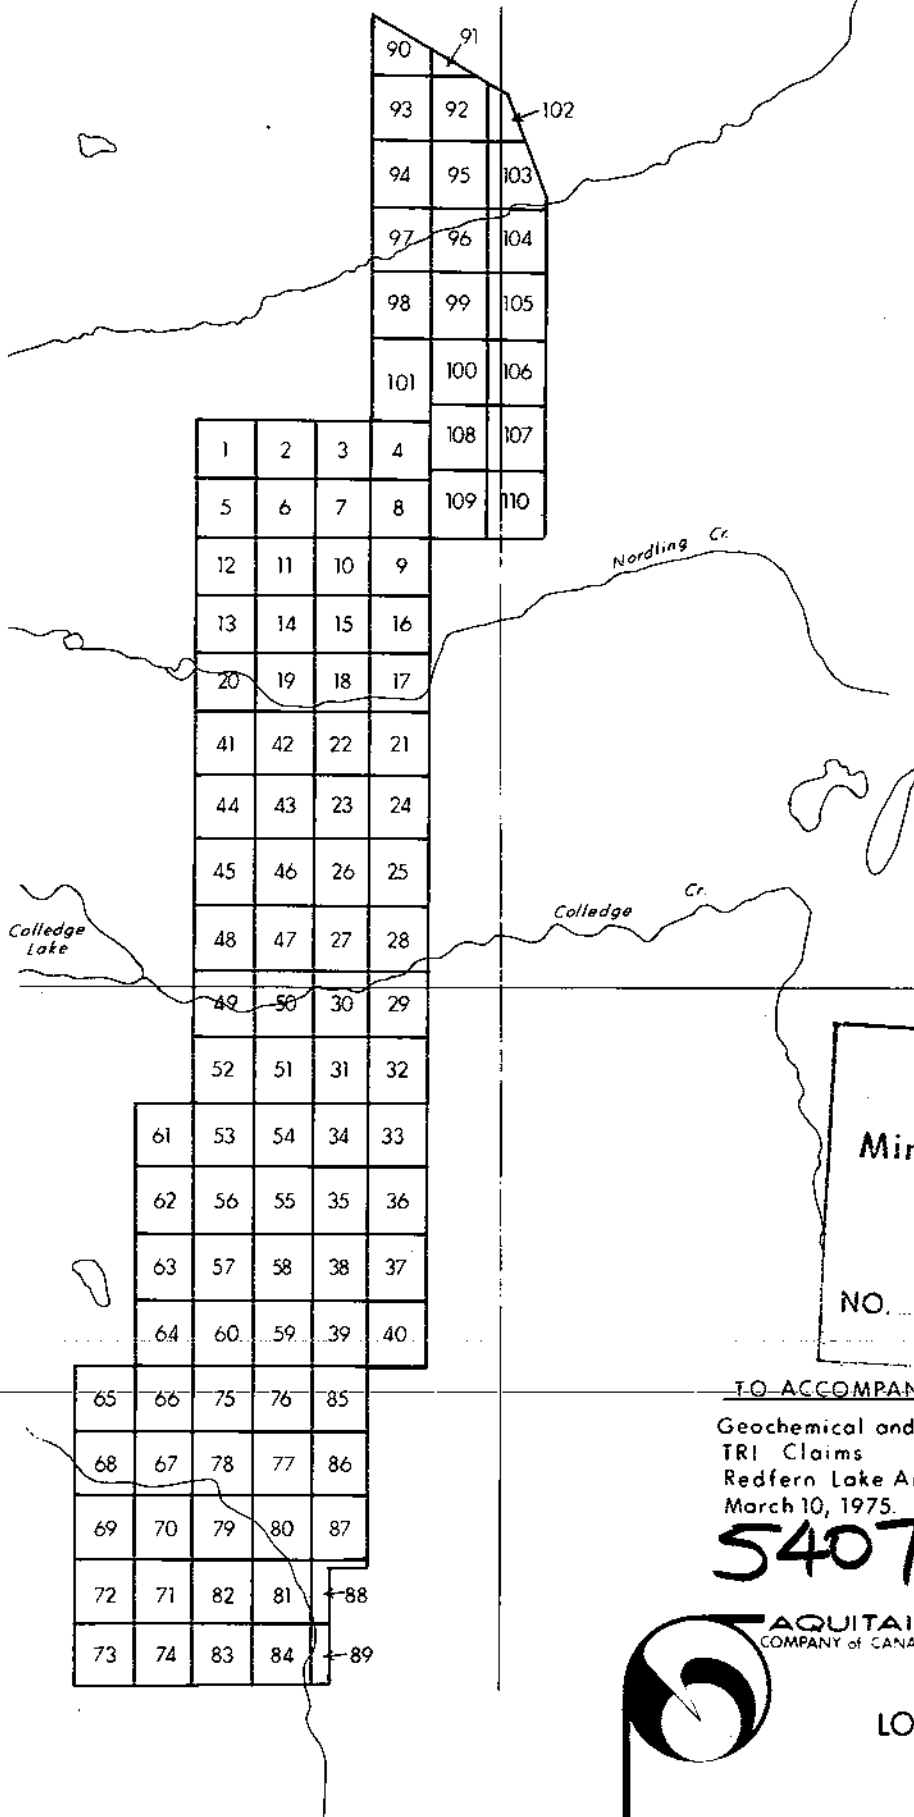 90 91
93 92 102
94 95 103
97 96 104
98 99 105
101 100 106
1 2 3 4 108 107
5 6 7 8 109 110
12 11 10 9
Nordling Cr.
13 14 15 16
20 19 18 17
41 42 22 21
44 43 23 24
45 46 26 25
Colledge Cr.
Colledge
Lake
48 47 27 28
49 50 30 29
52 51 31 32
61 53 54 34 33
Min
62 56 55 35 36
63 57 58 38 37
NO.
64 60 59 39 40
65 66 75 76 85
TO ACCOMPAN
Geochemical and
TRI Claims
Redfern Lake
March 10, 1975.
5407
68 67 78 77 86
69 70 79 80 87
72 71 82 81 88
73 74 83 84 89
AQUITAI
COMPANY of CANA
LO